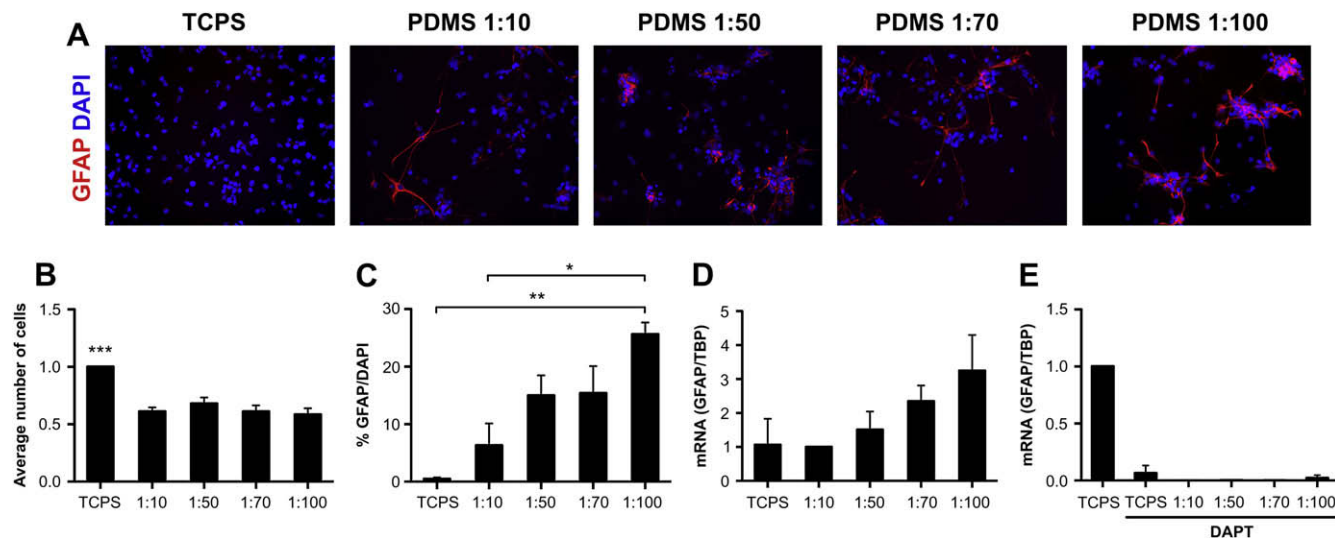 A
TCPS
PDMS 1:10
PDMS 1:50
PDMS 1:70
PDMS 1:100
GFAP DAPI
B
Average number of cells
1.5
1.0
0.5
0.0
***
TCPS
1:10
1:50
1:70
1:100
C
% GFAP/DAPI
30
20
10
0
*
**
TCPS
1:10
1:50
1:70
1:100
D
mRNA (GFAP/TBP)
5
4
3
2
1
0
TCPS
1:10
1:50
1:70
1:100
E
mRNA (GFAP/TBP)
1.5
1.0
0.5
0.0
TCPS
TCPS
1:10
1:50
1:70
1:100
DAPT